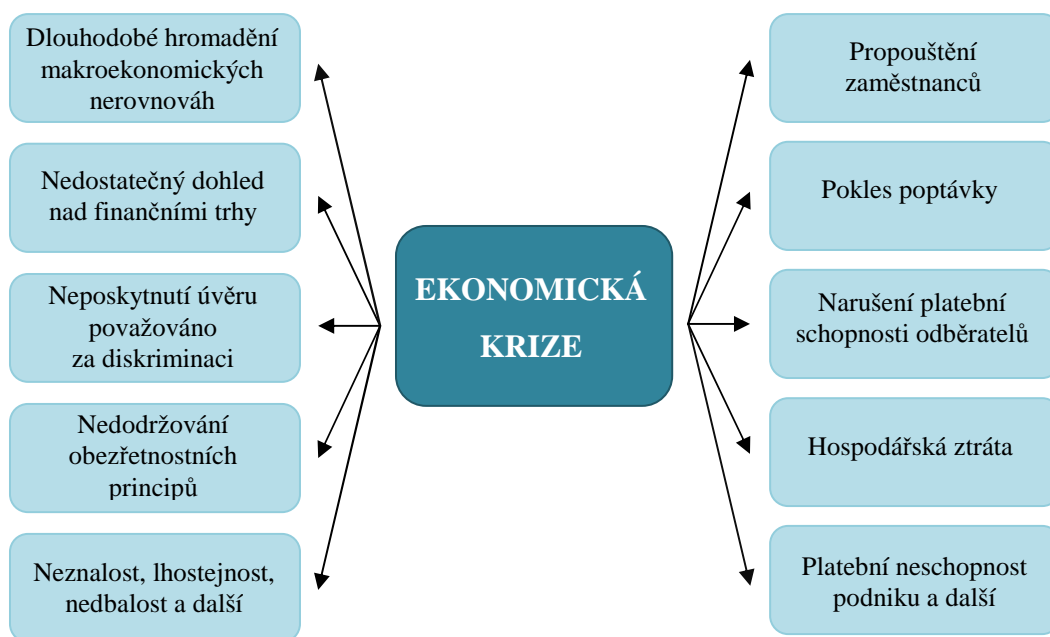 Dlouhodobé hromadění
makroekonomických
nerovnováh
Nedostatečný dohled
nad finančními trhy
Neposkytnutí úvěru
považováno
za diskriminaci
Nedodržování
obezřetnostních
principů
Neznalost, lhostejnost,
nedbalost a další
EKONOMICKÁ
KRIZE
Propouštění
zaměstnanců
Pokles poptávky
Narušení platební
schopnosti odběratelů
Hospodářská ztráta
Platební neschopnost
podniku a další